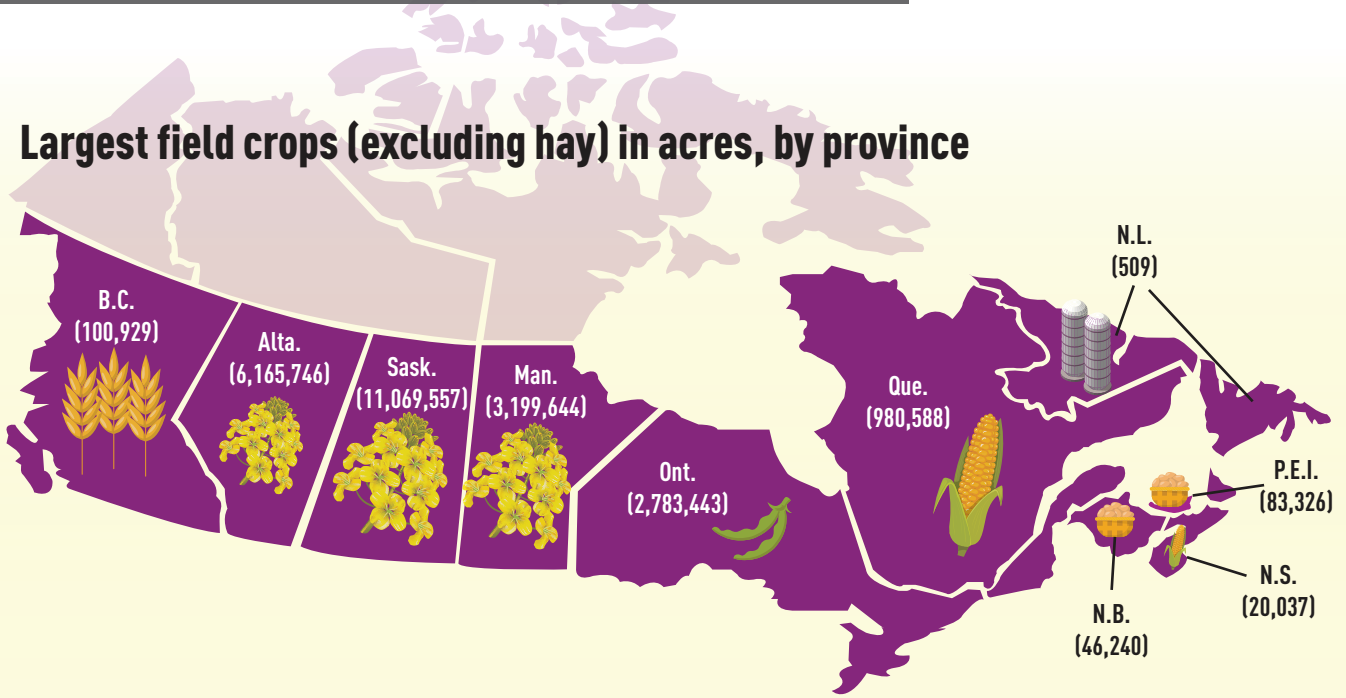 Largest field crops (excluding hay) in acres, by province
N.L.
(509)
B.C.
(100,929)
Alta.
(6,165,746)
Sask.
(11,069,557)
Man.
(3,199,644)
Que.
(980,588)
Ont.
(2,783,443)
P.E.I.
(83,326)
N.S.
(20,037)
N.B.
(46,240)